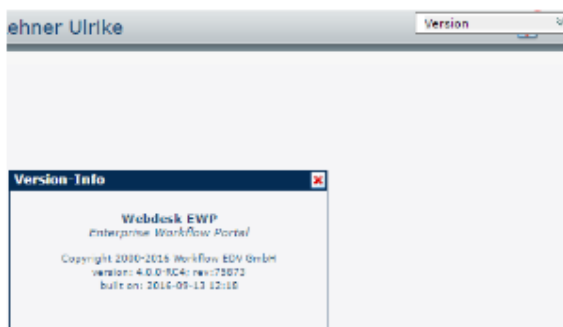 ehner Ulrike
Version
Version-Info
Webdesk EWP
Enterprise Workflow Portal
Copyright 2000-2016 Workflow EDV GmbH
version: 4.0.0-RC4; rev:75873
built on: 2016-09-13 12:18